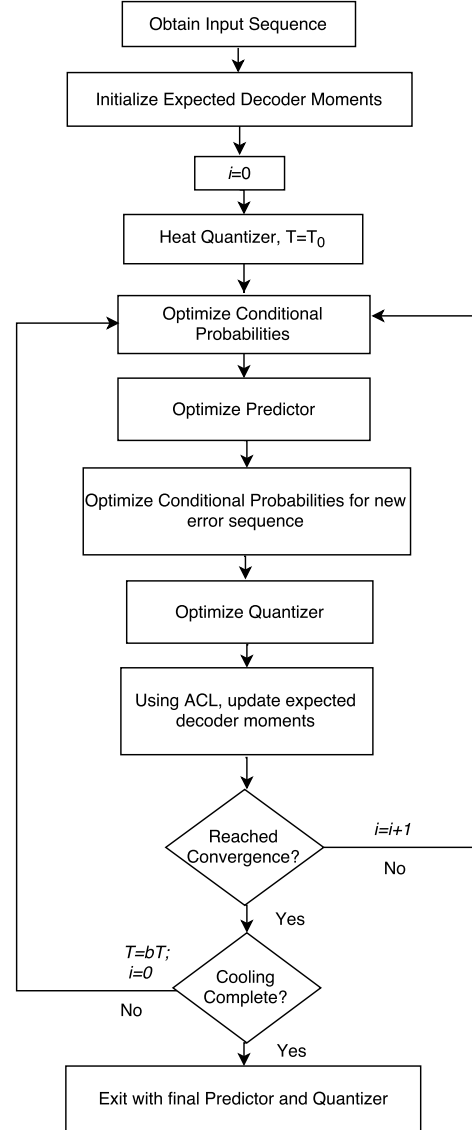 Obtain Input Sequence
Initialize Expected Decoder Moments
i=0
Heat Quantizer, T=T0
Optimize Conditional
Probabilities
Optimize Predictor
Optimize Conditional Probabilities for new
error sequence
Optimize Quantizer
Using ACL, update expected
decoder moments
Reached
Convergence?
i=i+1
No
Yes
T=bT;
i=0
Cooling
Complete?
No
Yes
Exit with final Predictor and Quantizer